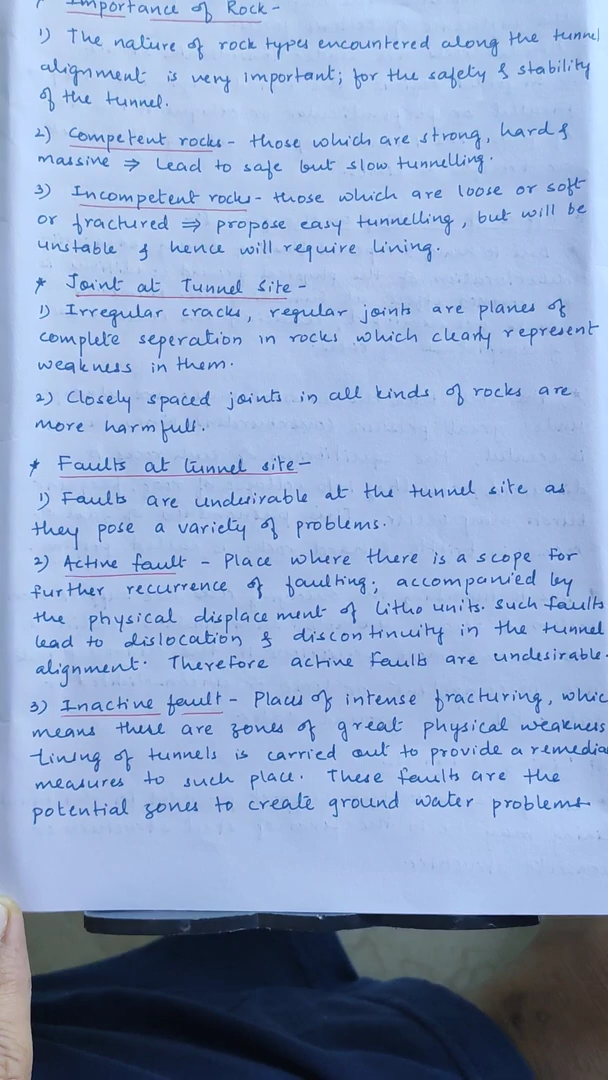 * Importance of Rock -
1) The nature of rock types encountered along the tunnel
alignment is very important; for the safety & stability
of the tunnel.
2) Competent rocks - those which are strong, hard &
massive ⇒ lead to safe but slow tunnelling.
3) Incompetent rocks - those which are loose or soft
or fractured ⇒ propose easy tunnelling, but will be
unstable & hence will require lining.
* Joint at Tunnel Site -
1) Irregular cracks, regular joints are planes of
complete seperation in rocks which clearly represent
weakness in them.
2) Closely spaced joints in all kinds of rocks are
more harmfull.
* Faults at tunnel site -
1) Faults are undesirable at the tunnel site as
they pose a variety of problems.
2) Active fault - Place where there is a scope for
further recurrence of faulting; accompanied by
the physical displacement of litho units. Such faults
lead to dislocation & discontinuity in the tunnel
alignment. Therefore active faults are undesirable.
3) Inactive fault - Places of intense fracturing, whic
means these are zones of great physical weakness
Lining of tunnels is carried out to provide a remedia
measures to such place. These faults are the
potential zones to create ground water problems.